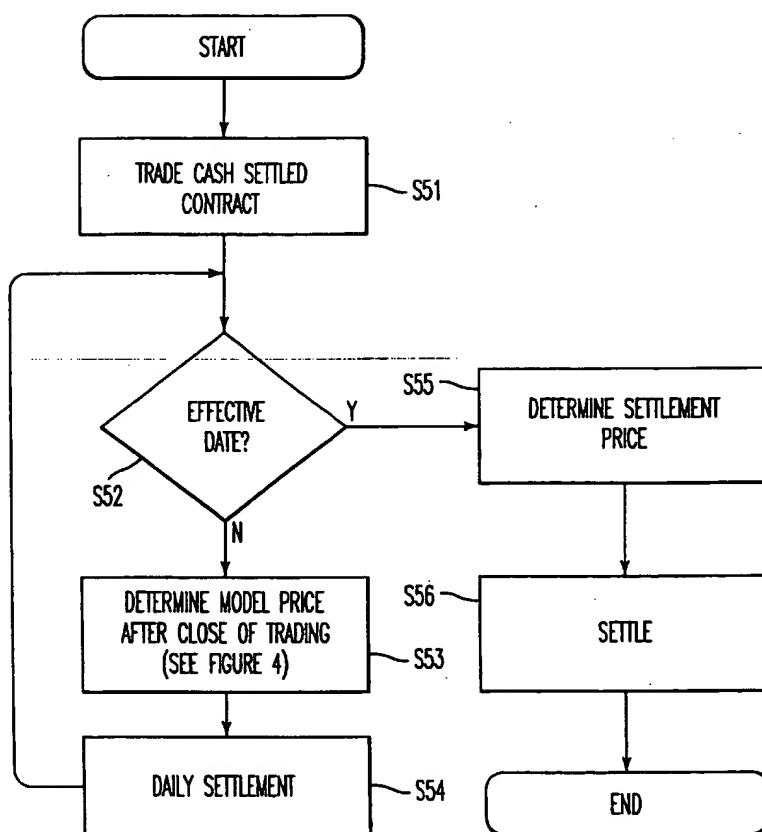 START
TRADE CASH SETTLED
CONTRACT
S51
EFFECTIVE
DATE?
S52
Y
N
S55
DETERMINE SETTLEMENT
PRICE
DETERMINE MODEL PRICE
AFTER CLOSE OF TRADING
(SEE FIGURE 4)
S53
S56
SETTLE
DAILY SETTLEMENT
S54
END